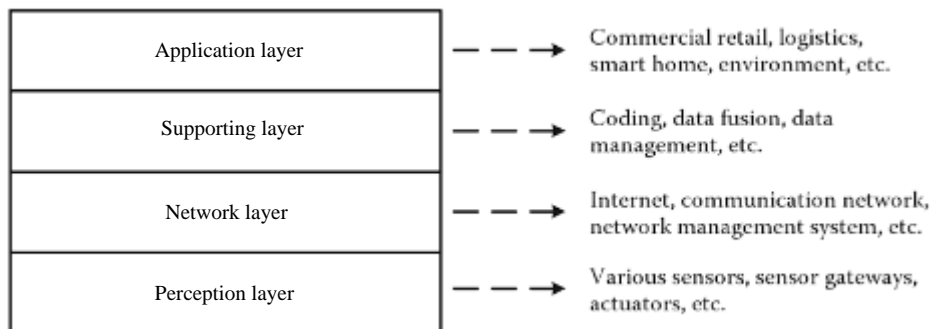 Application layer
Commercial retail, logistics,
smart home, environment, etc.
Supporting layer
Coding, data fusion, data
management, etc.
Network layer
Internet, communication network,
network management system, etc.
Perception layer
Various sensors, sensor gateways,
actuators, etc.